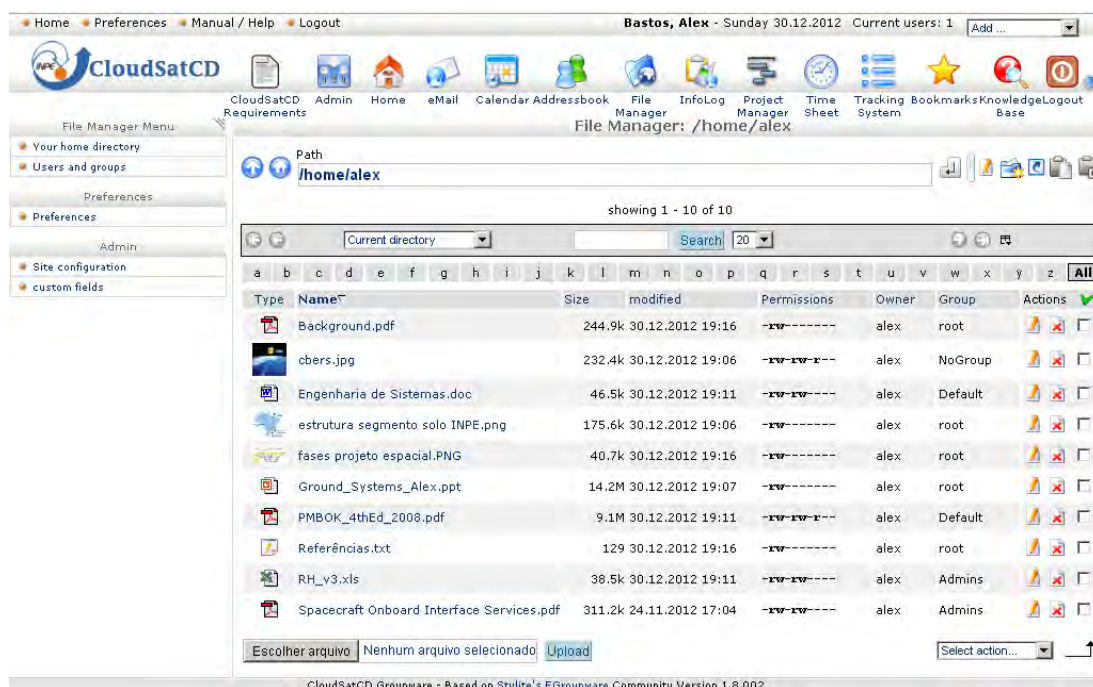 Home Preferences Manual / Help Logout Bastos, Alex - Sunday 30.12.2012 Current users: 1 Add ...
INPE CloudSatCD
CloudSatCD Requirements Admin Home eMail Calendar Addressbook File Manager InfoLog Project Manager Time Sheet Tracking System Bookmarks Knowledge Base Logout
File Manager Menu File Manager: /home/alex
Your home directory
Users and groups
Preferences
Preferences
Admin
Site configuration
custom fields
Path
/home/alex
showing 1 - 10 of 10
Current directory Search 20
a b c d e f g h i j k l m n o p q r s t u v w x y z All
Type Name Size modified Permissions Owner Group Actions
Background.pdf 244.9k 30.12.2012 19:16 -rw------- alex root
cbers.jpg 232.4k 30.12.2012 19:06 -rw-rw-r-- alex NoGroup
Engenharia de Sistemas.doc 46.5k 30.12.2012 19:11 -rw-rw---- alex Default
estrutura segmento solo INPE.png 175.6k 30.12.2012 19:06 -rw------- alex root
fases projeto espacial.PNG 40.7k 30.12.2012 19:16 -rw------- alex root
Ground_Systems_Alex.ppt 14.2M 30.12.2012 19:07 -rw------- alex root
PMBOK_4thEd_2008.pdf 9.1M 30.12.2012 19:11 -rw-rw-r-- alex Default
Referências.txt 129 30.12.2012 19:16 -rw------- alex root
RH_v3.xls 38.5k 30.12.2012 19:11 -rw-rw---- alex Admins
Spacecraft Onboard Interface Services.pdf 311.2k 24.11.2012 17:04 -rw-rw---- alex Admins
Escolher arquivo Nenhum arquivo selecionado Upload Select action...
CloudSatCD Groupware - Based on Stylite's EGroupware Community Version 1.8.002